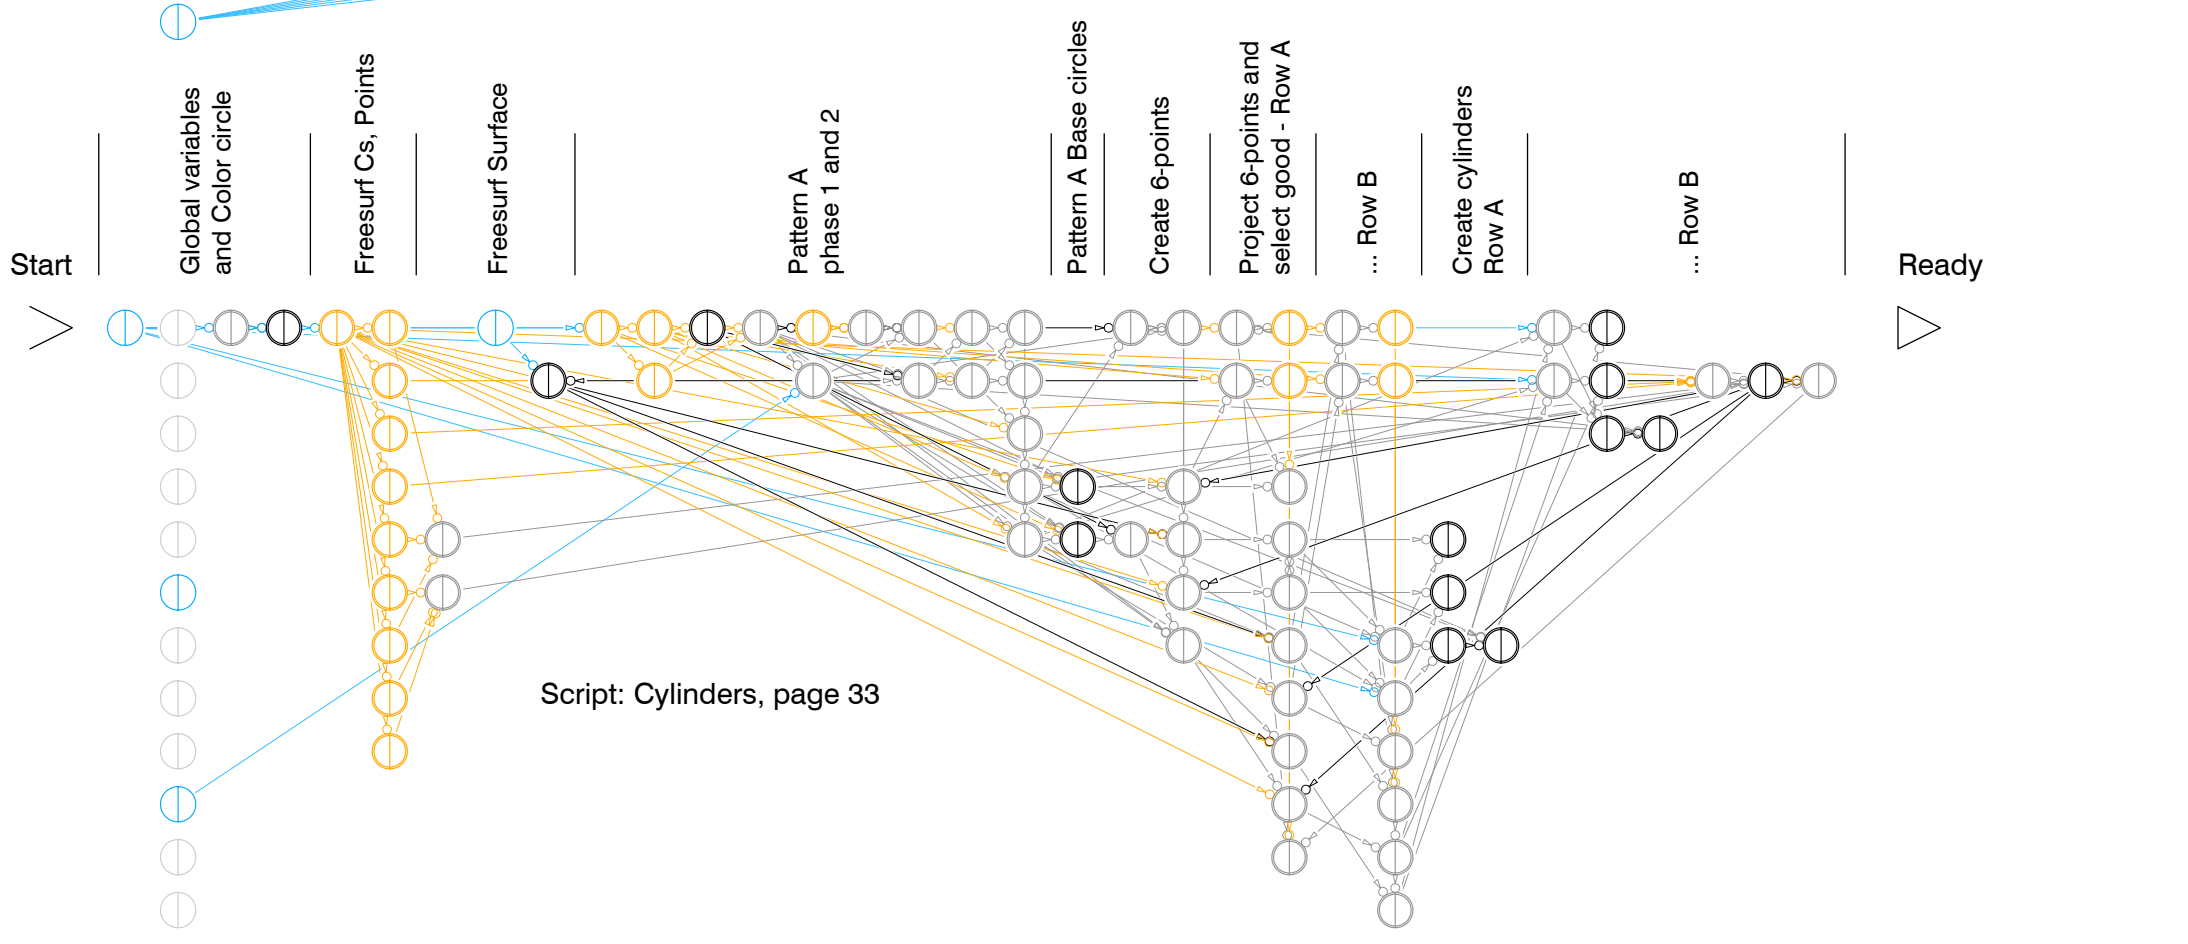 Start
Global variables
and Color circle
Freesurf Cs, Points
Freesurf Surface
Pattern A
phase 1 and 2
Pattern A Base circles
Create 6-points
Project 6-points and
select good - Row A
... Row B
Create cylinders
Row A
... Row B
Ready
Script: Cylinders, page 33